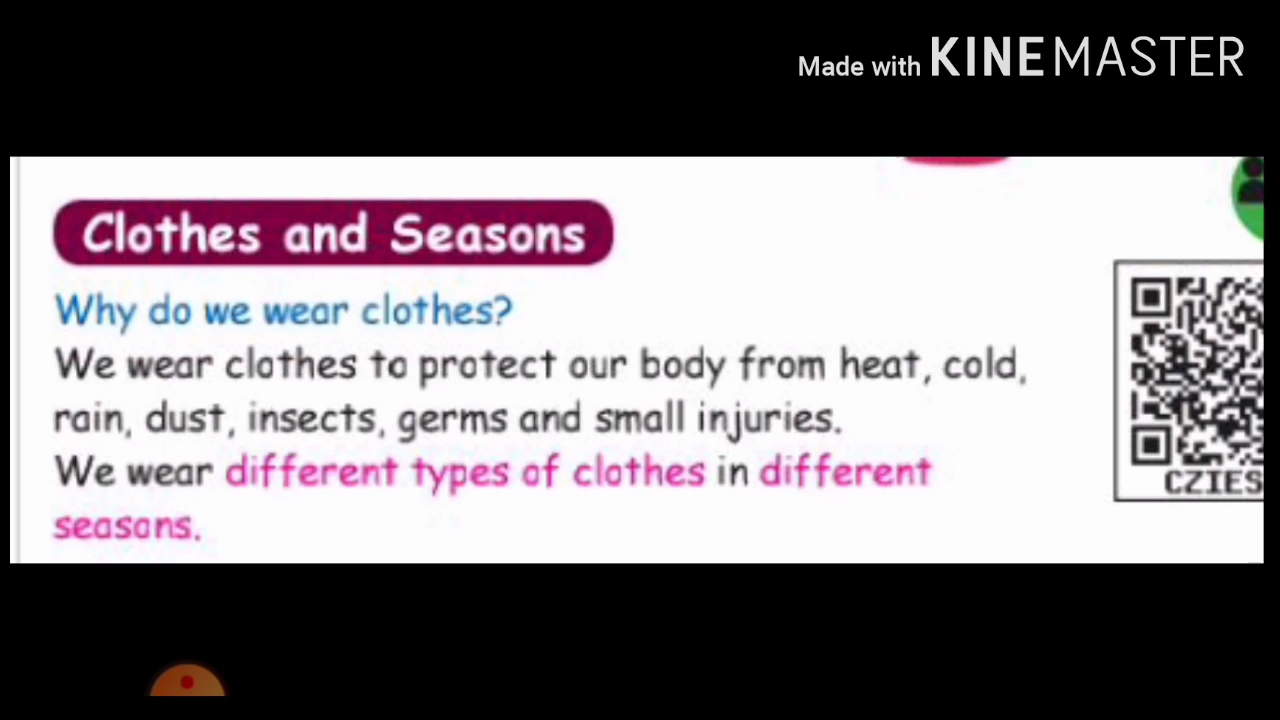 Made with KINEMASTER
Clothes and Seasons
Why do we wear clothes?
We wear clothes to protect our body from heat, cold,
rain, dust, insects, germs and small injuries.
We wear different types of clothes in different
seasons.
CZIES